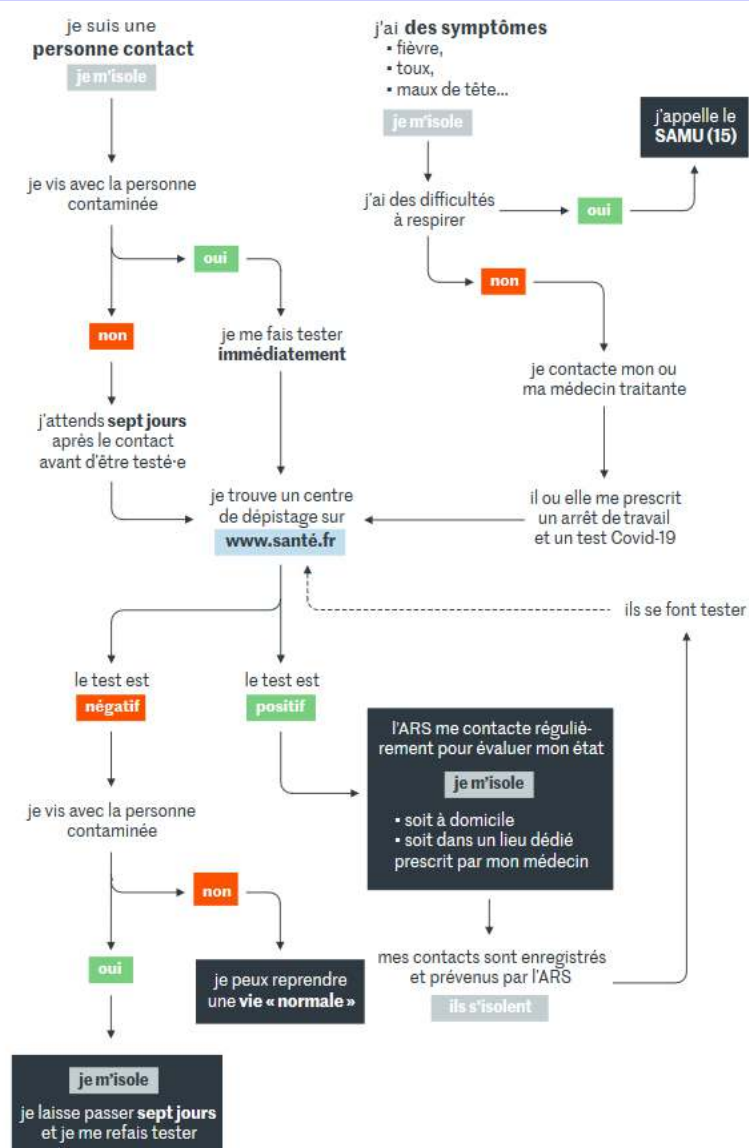 je suis une
personne contact
je m'isole
je vis avec la personne
contaminée
oui
non
je me fais tester
immédiatement
j'attends sept jours
après le contact
avant d'être testé·e
j'ai des symptômes
▪ fièvre,
▪ toux,
▪ maux de tête...
je m'isole
j'appelle le
SAMU (15)
j'ai des difficultés
à respirer
oui
non
je contacte mon ou
ma médecin traitante
il ou elle me prescrit
un arrêt de travail
et un test Covid-19
je trouve un centre
de dépistage sur
www.santé.fr
ils se font tester
le test est
négatif
le test est
positif
l'ARS me contacte réguliè-
rement pour évaluer mon état
je m'isole
▪ soit à domicile
▪ soit dans un lieu dédié
prescrit par mon médecin
mes contacts sont enregistrés
et prévenus par l'ARS
ils s'isolent
je vis avec la personne
contaminée
non
oui
je peux reprendre
une vie « normale »
je m'isole
je laisse passer sept jours
et je me refais tester